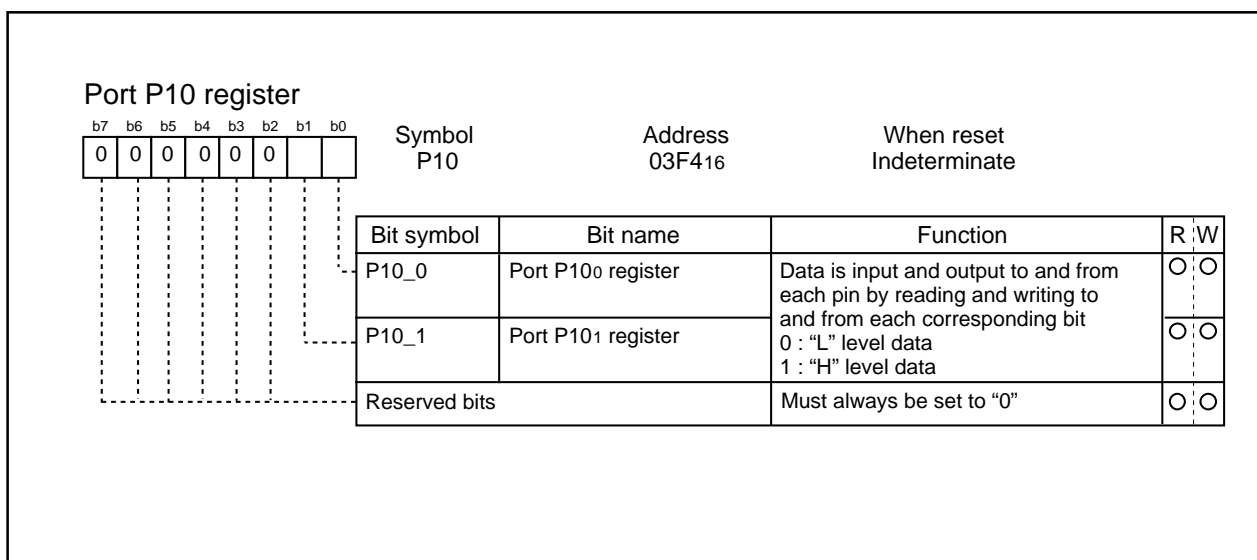 Port P10 register
b7 b6 b5 b4 b3 b2 b1 b0
0 0 0 0 0 0
Symbol Address When reset
P10 03F416 Indeterminate
Bit symbol Bit name Function R W
P10_0 Port P100 register Data is input and output to and from
each pin by reading and writing to
and from each corresponding bit
P10_1 Port P101 register 0 : “L” level data
1 : “H” level data
Reserved bits Must always be set to “0”